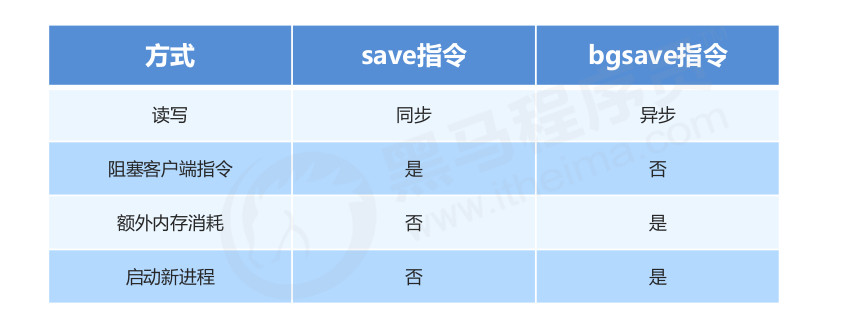 方式 save指令 bgsave指令
读写 同步 异步
阻塞客户端指令 是 否
额外内存消耗 否 是
启动新进程 否 是
黑马程序员
www.itheima.com